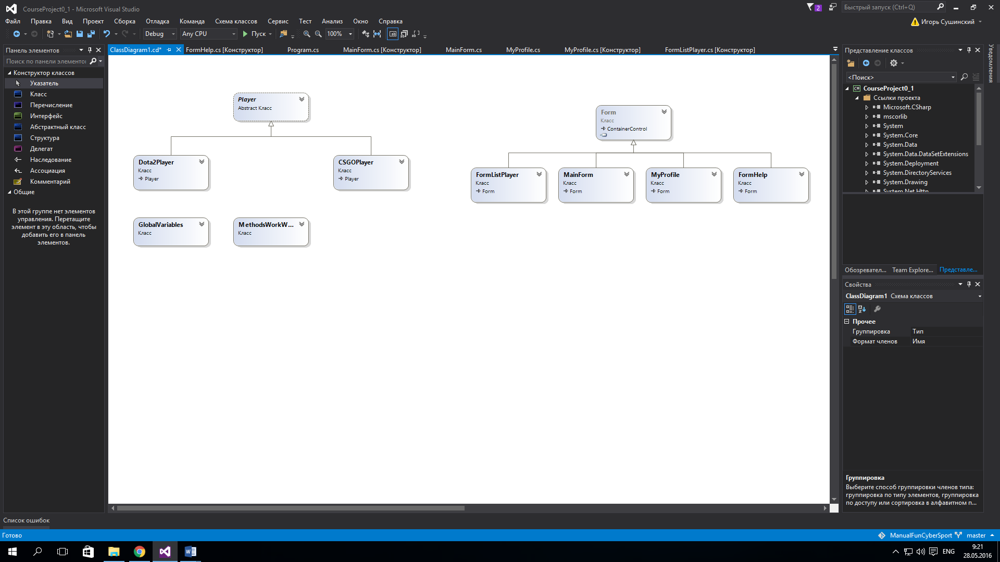 CourseProject0_1 - Microsoft Visual Studio
2
Быстрый запуск (Ctrl+Q)
Файл Правка Вид Проект Сборка Отладка Команда Схема классов Сервис Тест Анализ Окно Справка
Игорь Сушинский
Debug Any CPU Пуск 100%
Панель элементов
Поиск по панели элементо
Конструктор классов
Указатель
Класс
Перечисление
Интерфейс
Абстрактный класс
Структура
Делегат
Наследование
Ассоциация
Комментарий
Общие
В этой группе нет элементов
управления. Перетащите
элемент в эту область, чтобы
добавить его в панель
элементов.
ClassDiagram1.cd* FormHelp.cs [Конструктор] Program.cs MainForm.cs [Конструктор] MainForm.cs MyProfile.cs MyProfile.cs [Конструктор] FormListPlayer.cs [Конструктор]
Player
Abstract Класс
Dota2Player
Класс
Player
CSGOPlayer
Класс
Player
GlobalVariables
Класс
MethodsWorkW...
Класс
Form
Класс
ContainerControl
FormListPlayer
Класс
Form
MainForm
Класс
Form
MyProfile
Класс
Form
FormHelp
Класс
Form
Представление классов
<Поиск>
C# CourseProject0_1
Ссылки проекта
Microsoft.CSharp
mscorlib
System
System.Core
System.Data
System.Data.DataSetExtensions
System.Deployment
System.DirectoryServices
System.Drawing
System.Net.Http
Обозревател... Team Explore... Представле...
Уведомления
Свойства
ClassDiagram1 Схема классов
Прочее
Группировка Тип
Формат членов Имя
Группировка
Выберите способ группировки членов типа:
группировка по типу элементов, группировка
по доступу или сортировка в алфавитном п...
Список ошибок
Готово
ManualFunCyberSport master
ENG
9:21
28.05.2016